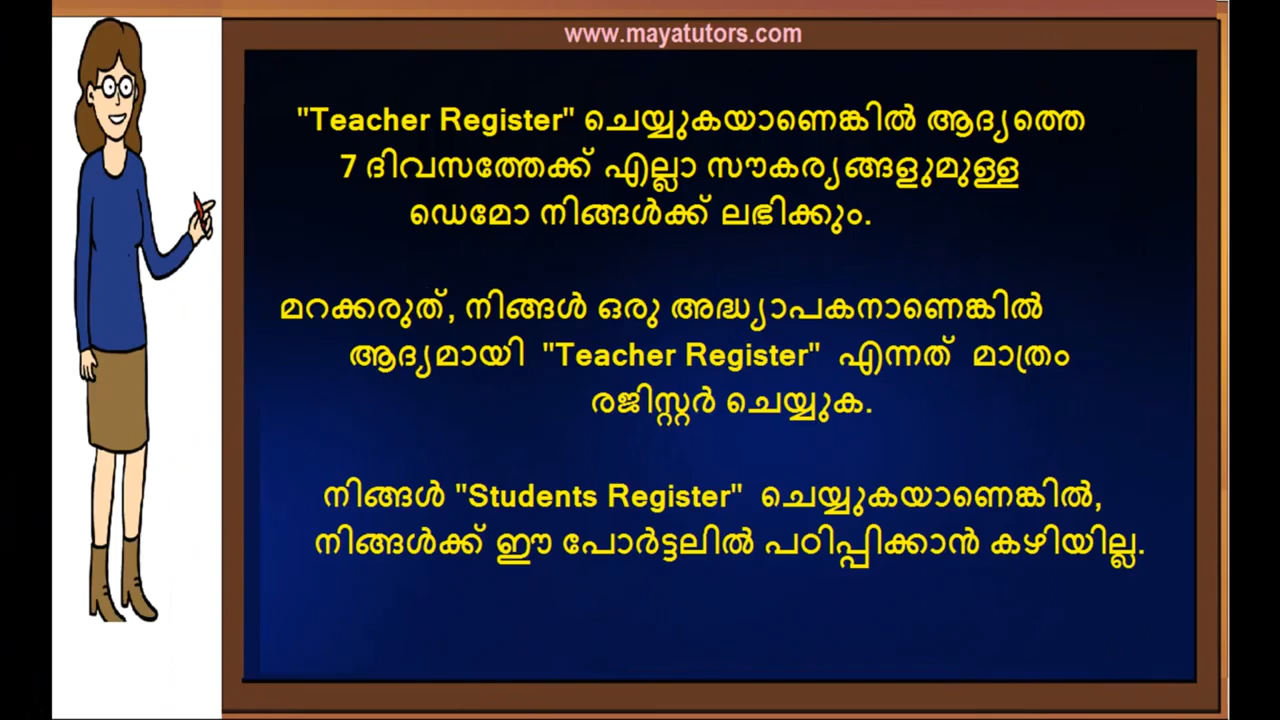 www.mayatutors.com
"Teacher Register" ചെയ്യുകയാണെങ്കിൽ ആദ്യത്തെ
7 ദിവസത്തേക്ക് എല്ലാ സൗകര്യങ്ങളുമുള്ള
ഡെമോ നിങ്ങൾക്ക് ലഭിക്കും.
മറക്കരുത്, നിങ്ങൾ ഒരു അദ്ധ്യാപകനാണെങ്കിൽ
ആദ്യമായി "Teacher Register" എന്നത് മാത്രം
രജിസ്റ്റർ ചെയ്യുക.
നിങ്ങൾ "Students Register" ചെയ്യുകയാണെങ്കിൽ,
നിങ്ങൾക്ക് ഈ പോർട്ടലിൽ പഠിപ്പിക്കാൻ കഴിയില്ല.